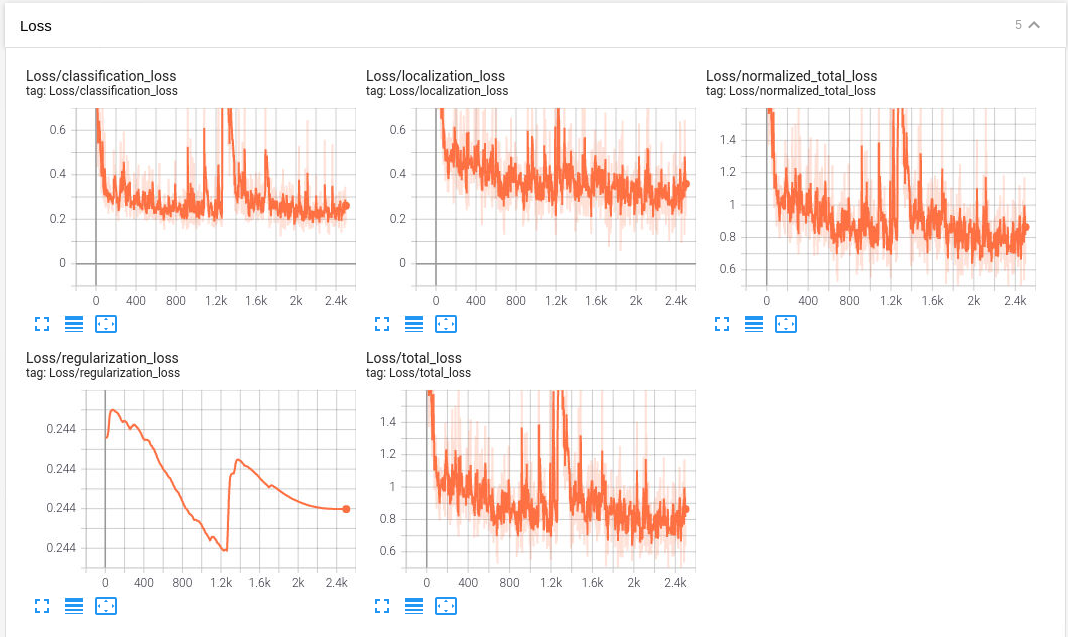 Loss
5
Loss/classification_loss
tag: Loss/classification_loss
0.6
0.4
0.2
0
0 400 800 1.2k 1.6k 2k 2.4k
Loss/localization_loss
tag: Loss/localization_loss
0.6
0.4
0.2
0
0 400 800 1.2k 1.6k 2k 2.4k
Loss/normalized_total_loss
tag: Loss/normalized_total_loss
1.4
1.2
1
0.8
0.6
0 400 800 1.2k 1.6k 2k 2.4k
Loss/regularization_loss
tag: Loss/regularization_loss
0.244
0.244
0.244
0.244
0 400 800 1.2k 1.6k 2k 2.4k
Loss/total_loss
tag: Loss/total_loss
1.4
1.2
1
0.8
0.6
0 400 800 1.2k 1.6k 2k 2.4k